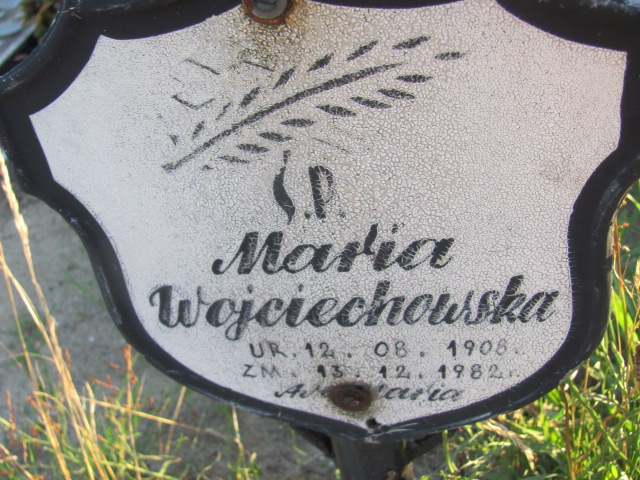 Ś.P.
Maria
Wojciechowska
UR. 12. 08. 1908.
ZM. 13. 12. 1982.
Ave Maria